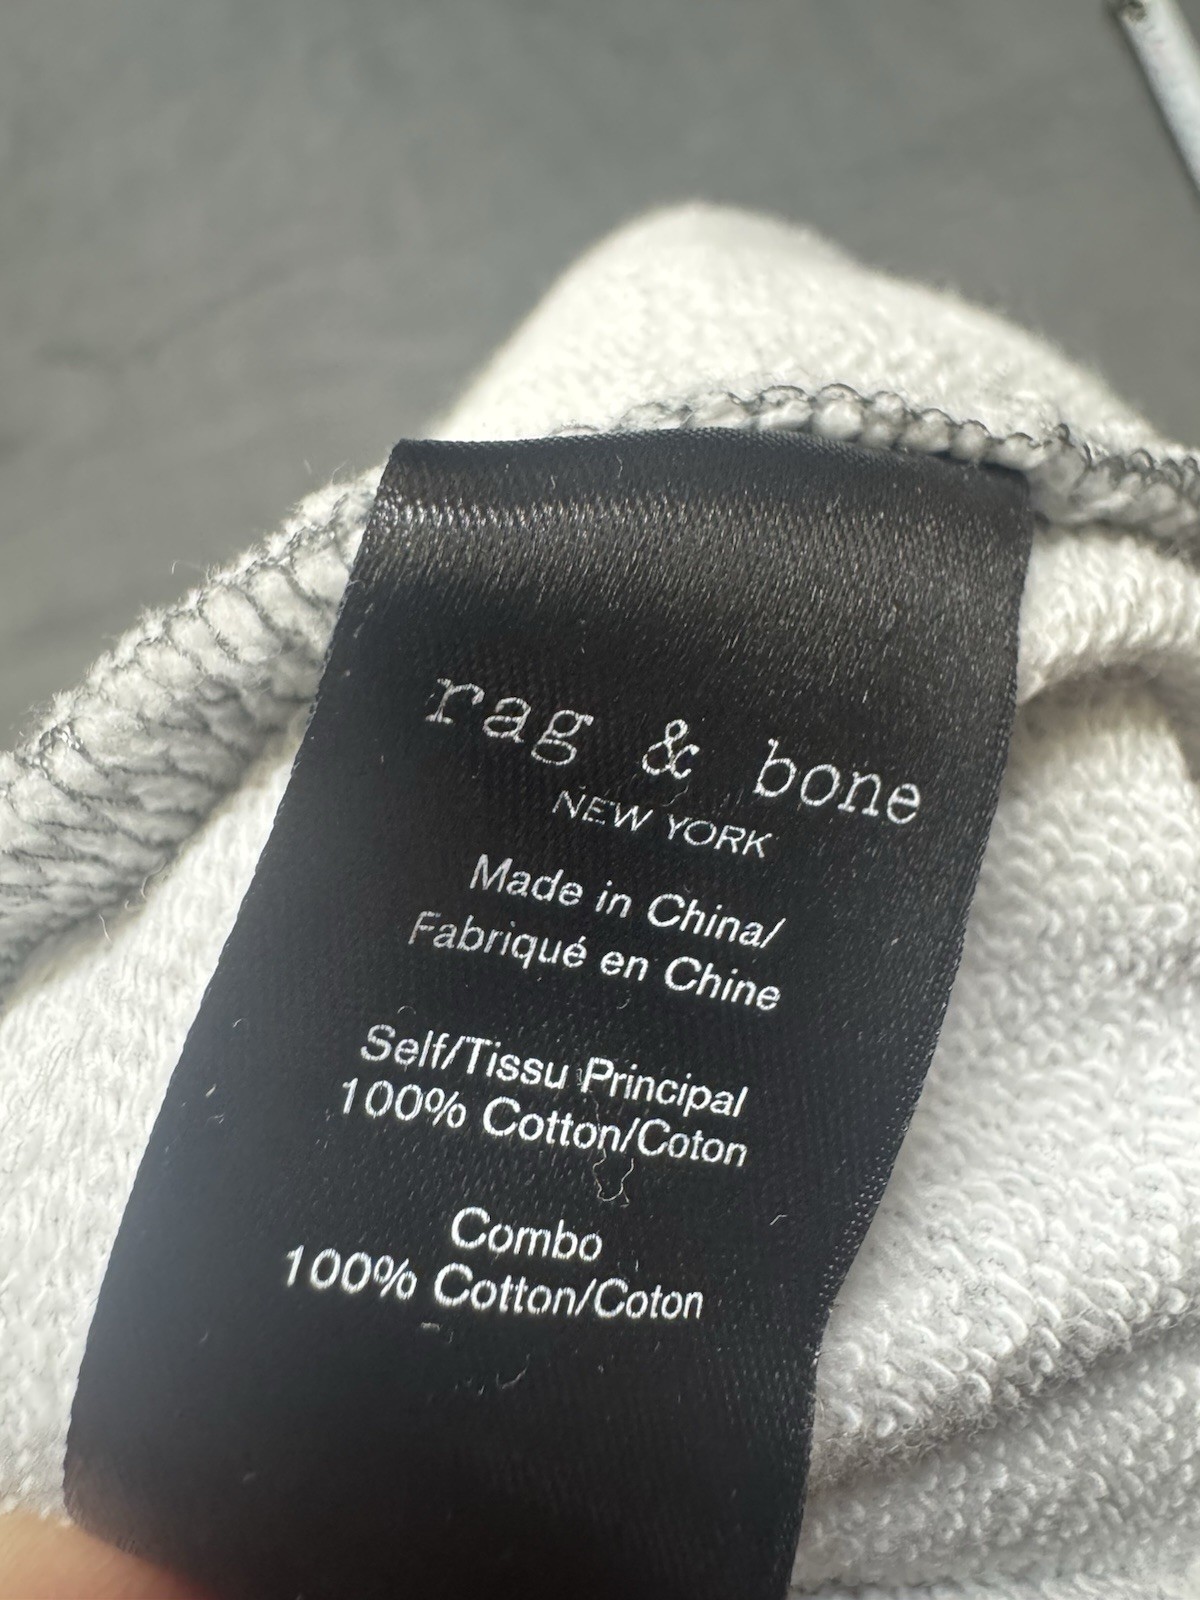 rag & bone
NEW YORK
Made in China/
Fabriqué en Chine
Self/Tissu Principal
100% Cotton/Coton
Combo
100% Cotton/Coton